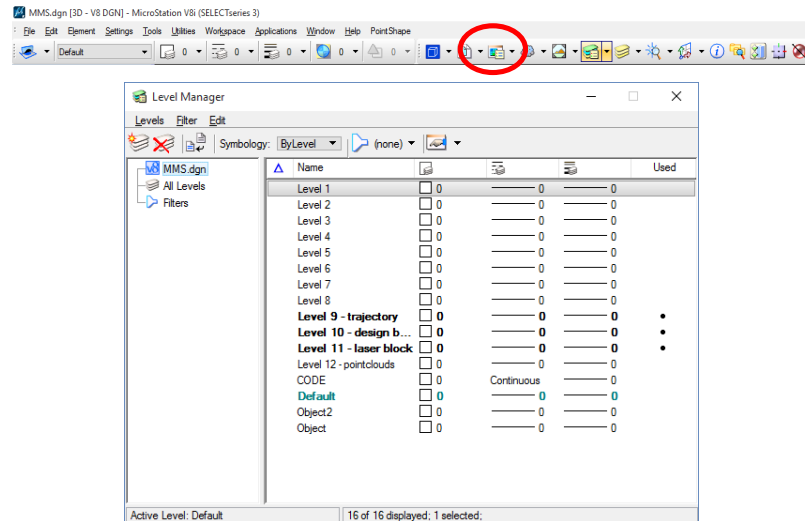 MMS.dgn [3D - V8 DGN] - MicroStation V8i (SELECTseries 3)
File Edit Element Settings Tools Utilities Workspace Applications Window Help PointShape
Default 0 0 0 0 0
Level Manager
Levels Filter Edit
Symbology: ByLevel (none)
MMS.dgn
All Levels
Filters
Name Used
Level 1 0 0 0
Level 2 0 0 0
Level 3 0 0 0
Level 4 0 0 0
Level 5 0 0 0
Level 6 0 0 0
Level 7 0 0 0
Level 8 0 0 0
Level 9 - trajectory 0 0 0 •
Level 10 - design b... 0 0 0 •
Level 11 - laser block 0 0 0 •
Level 12 - pointclouds 0 0 0
CODE 0 Continuous 0
Default 0 0 0
Object2 0 0 0
Object 0 0 0
Active Level: Default 16 of 16 displayed; 1 selected;